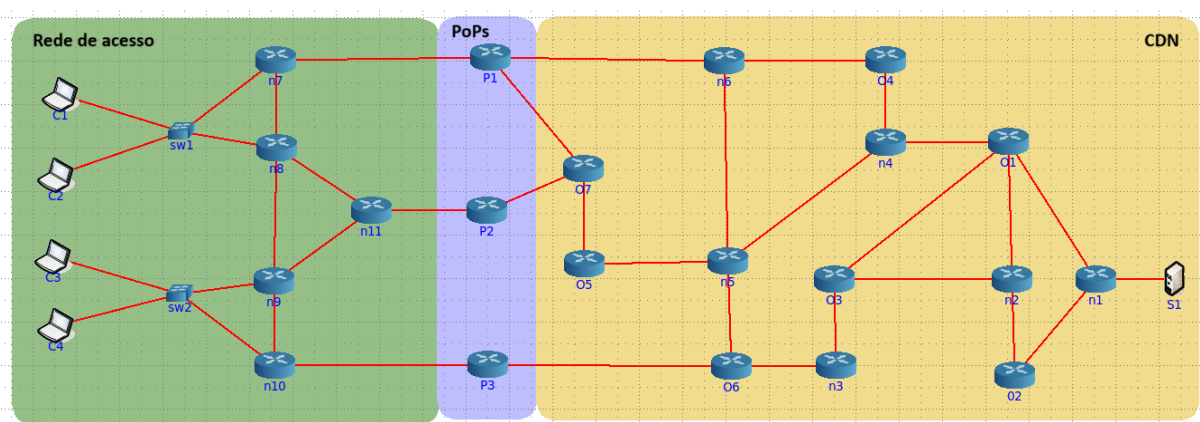 Rede de acesso
PoPs
CDN
n7
P1
n6
O4
C1
sw1
n8
n4
O1
C2
O7
n11
P2
C3
sw2
n9
O5
n5
O3
n2
n1
S1
C4
n10
P3
O6
n3
02